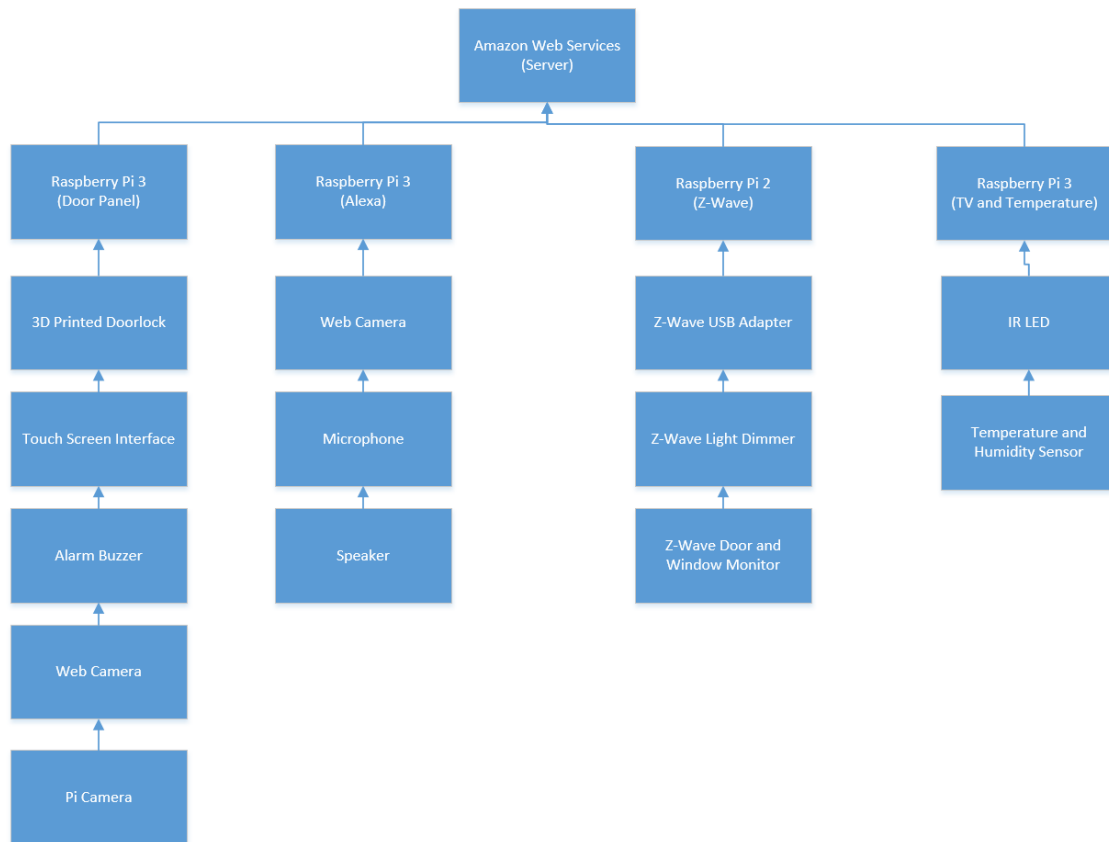 Amazon Web Services
(Server)
Raspberry Pi 3
(Door Panel)
Raspberry Pi 3
(Alexa)
Raspberry Pi 2
(Z-Wave)
Raspberry Pi 3
(TV and Temperature)
3D Printed Doorlock
Web Camera
Z-Wave USB Adapter
IR LED
Touch Screen Interface
Microphone
Z-Wave Light Dimmer
Temperature and
Humidity Sensor
Alarm Buzzer
Speaker
Z-Wave Door and
Window Monitor
Web Camera
Pi Camera